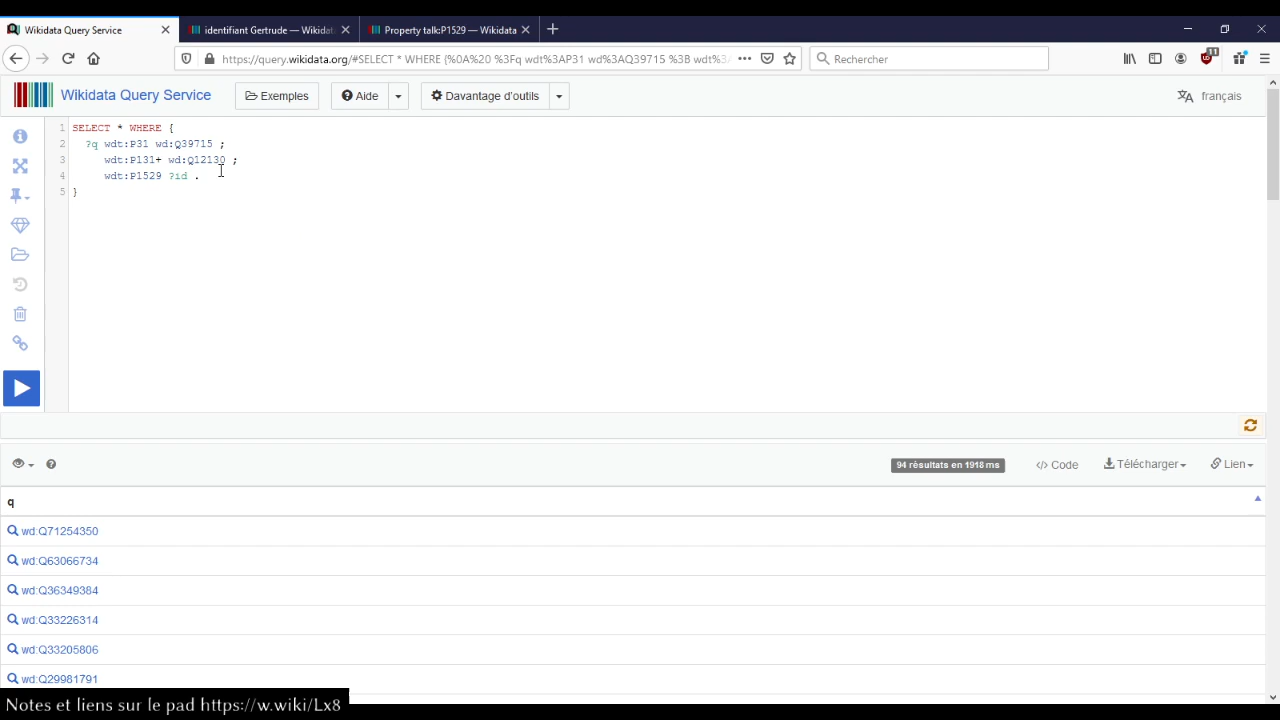 Wikidata Query Service
identifiant Gertrude — Wikidat
Property talk:P1529 — Wikidata
https://query.wikidata.org/#SELECT * WHERE {%0A%20 %3Fq wdt%3AP31 wd%3AQ39715 %3B wdt%3
Rechercher
11
Wikidata Query Service
Exemples
Aide
Davantage d'outils
français
1 SELECT * WHERE {
2 ?q wdt:P31 wd:Q39715 ;
3 wdt:P131+ wd:Q12130 ;
4 wdt:P1529 ?id .
5 }
94 résultats en 1918 ms
</> Code
Télécharger
Lien
q
wd:Q71254350
wd:Q63066734
wd:Q36349384
wd:Q33226314
wd:Q33205806
wd:Q29981791
Notes et liens sur le pad https://w.wiki/Lx8